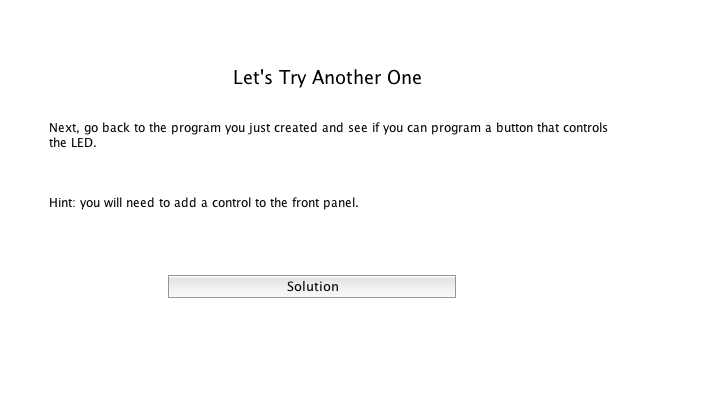 Let's Try Another One
Next, go back to the program you just created and see if you can program a button that controls
the LED.
Hint: you will need to add a control to the front panel.
Solution